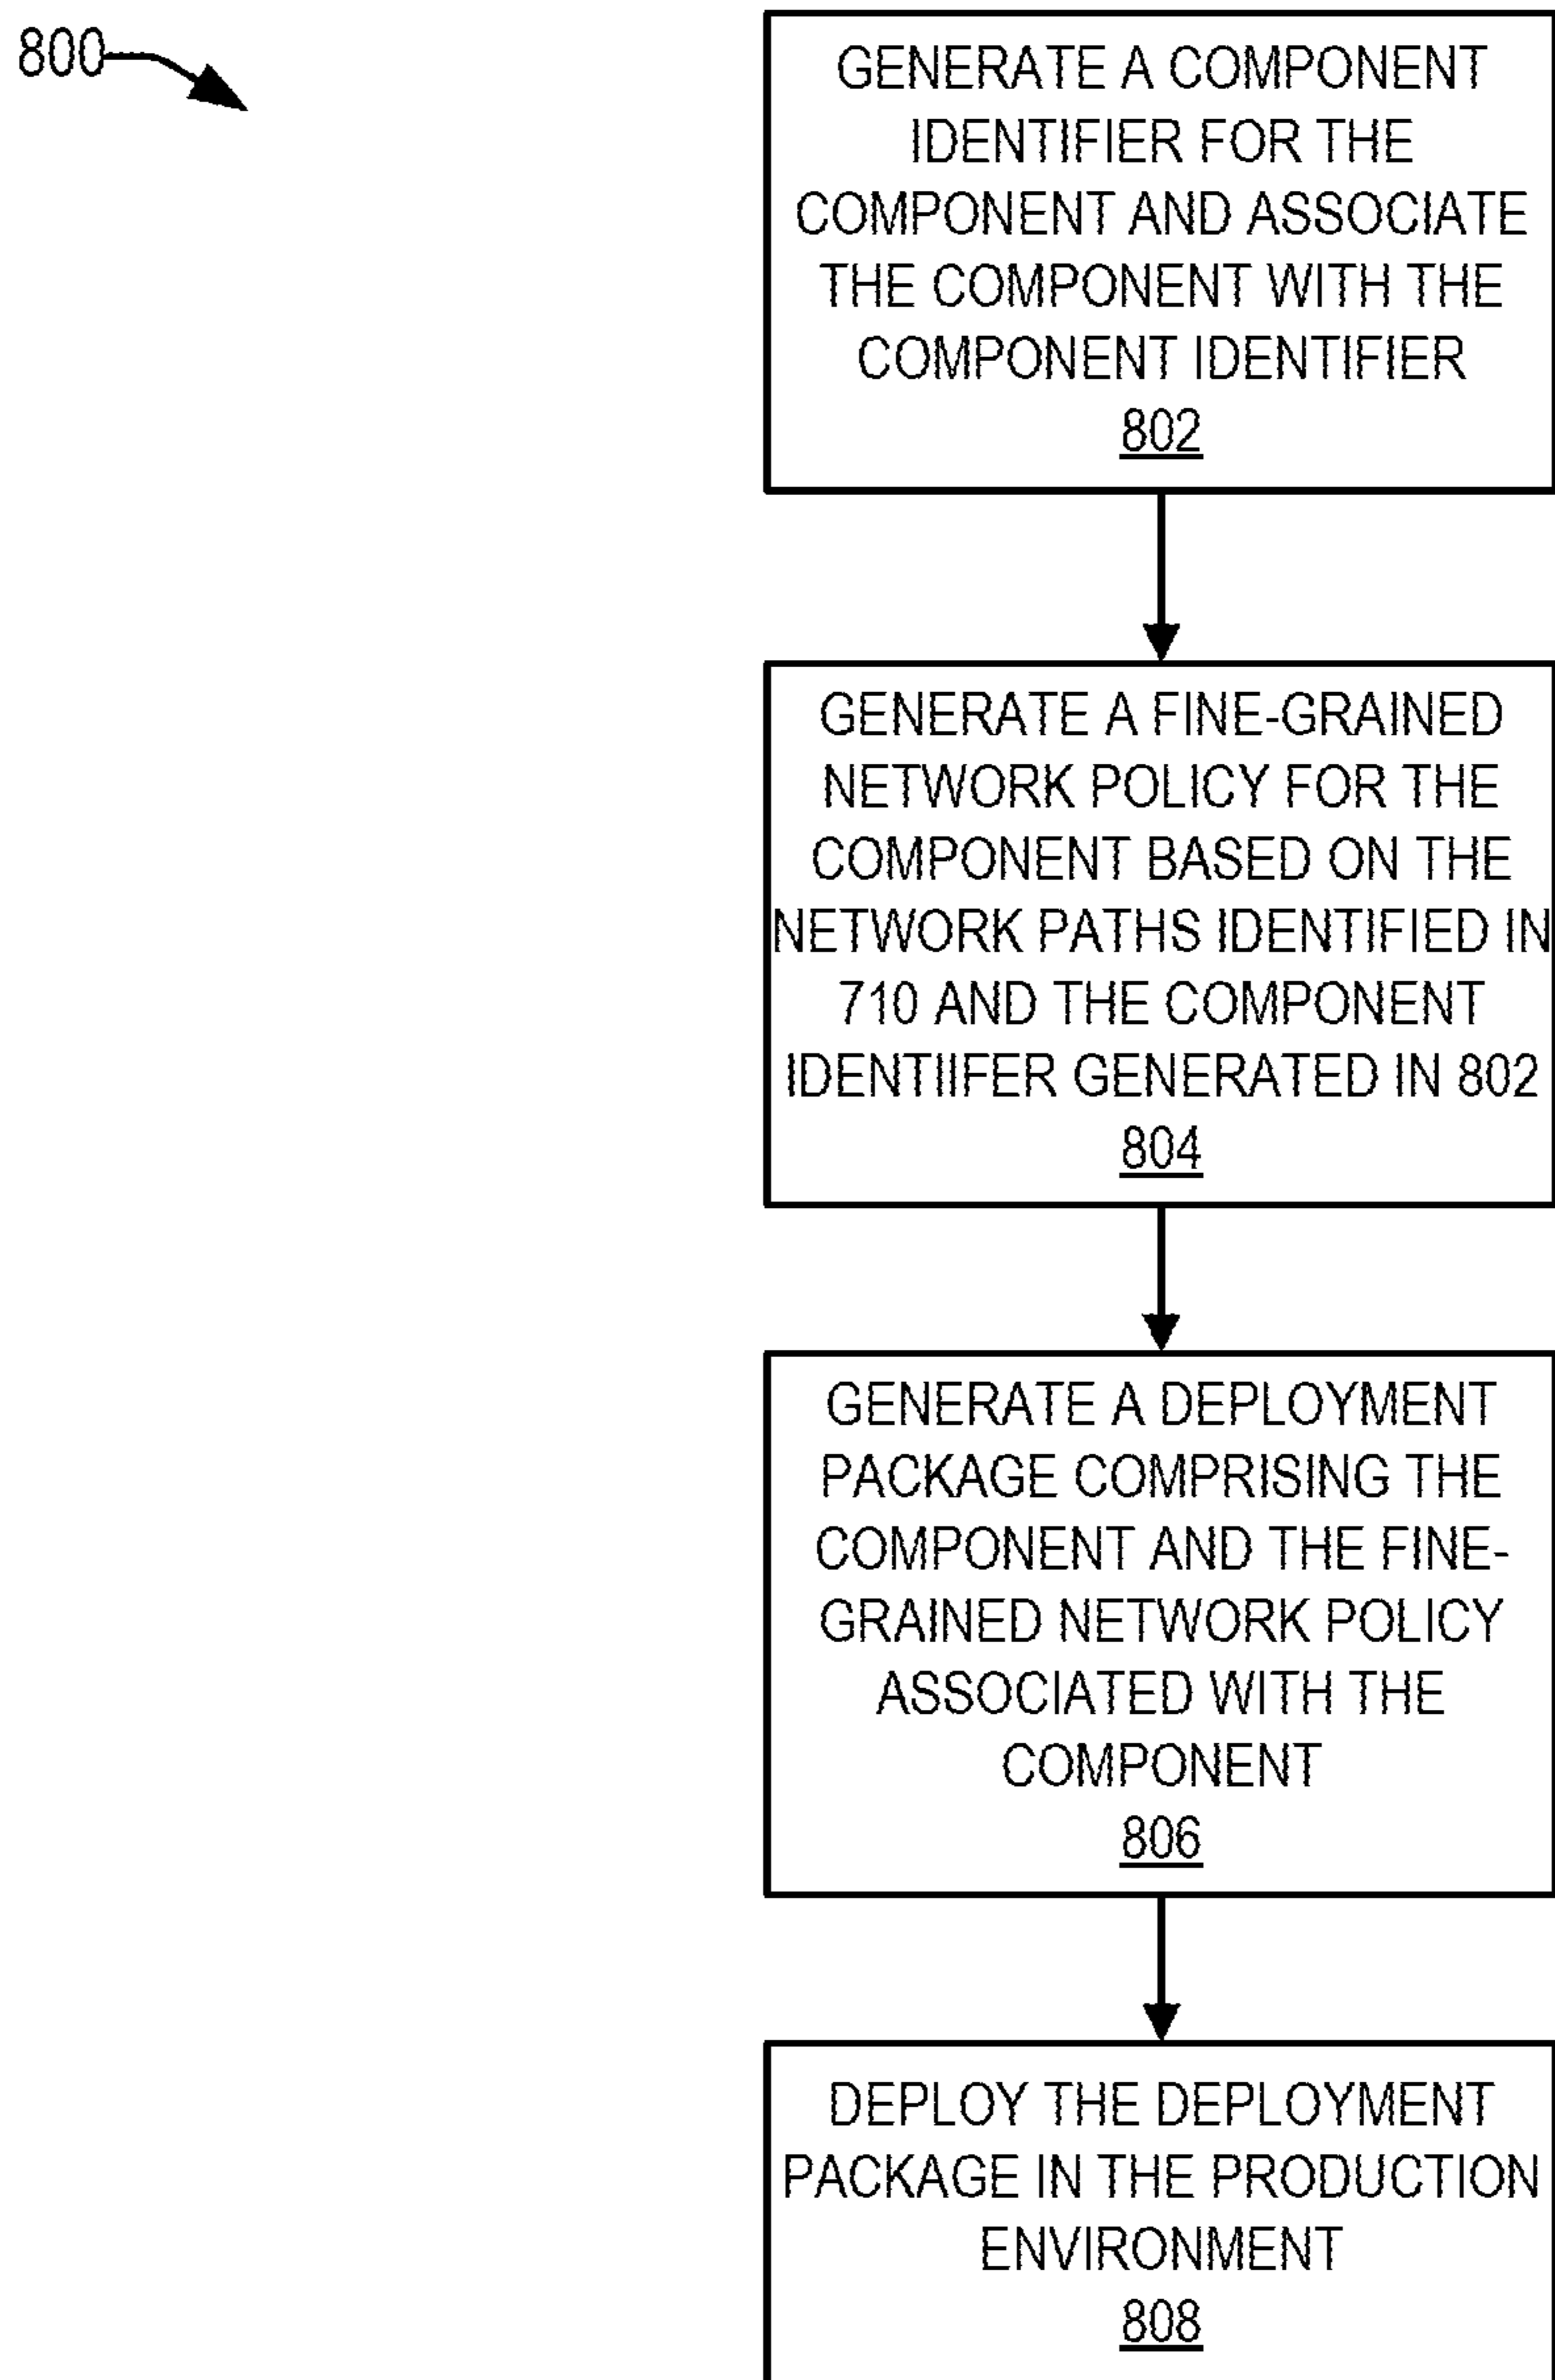 800
GENERATE A COMPONENT
IDENTIFIER FOR THE
COMPONENT AND ASSOCIATE
THE COMPONENT WITH THE
COMPONENT IDENTIFIER
802
GENERATE A FINE-GRAINED
NETWORK POLICY FOR THE
COMPONENT BASED ON THE
NETWORK PATHS IDENTIFIED IN
710 AND THE COMPONENT
IDENTIIFER GENERATED IN 802
804
GENERATE A DEPLOYMENT
PACKAGE COMPRISING THE
COMPONENT AND THE FINE-
GRAINED NETWORK POLICY
ASSOCIATED WITH THE
COMPONENT
806
DEPLOY THE DEPLOYMENT
PACKAGE IN THE PRODUCTION
ENVIRONMENT
808